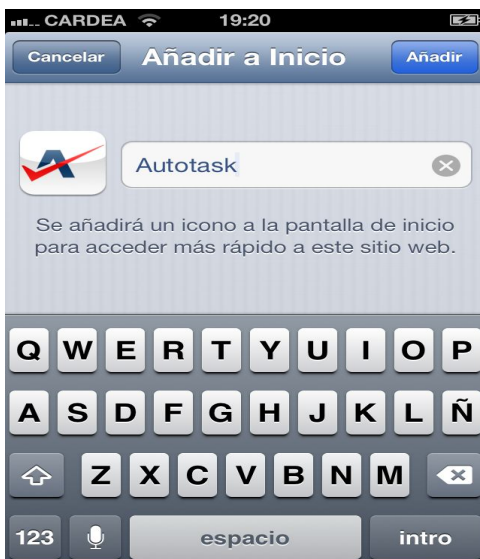 CARDEA 19:20
Cancelar Añadir a Inicio Añadir
Autotask
Se añadirá un icono a la pantalla de inicio
para acceder más rápido a este sitio web.
Q W E R T Y U I O P
A S D F G H J K L Ñ
Z X C V B N M
123 espacio intro